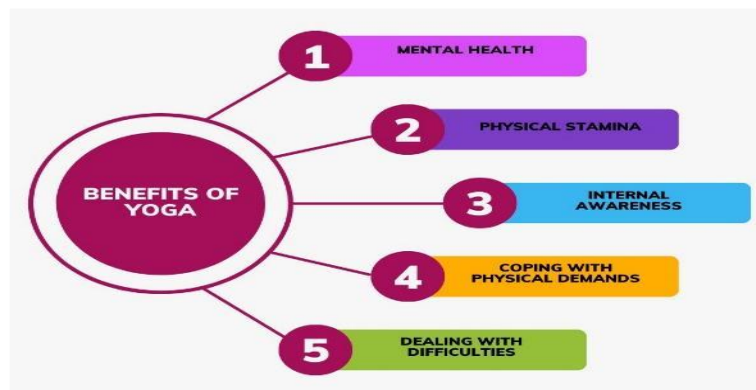 BENEFITS OF
YOGA
1
MENTAL HEALTH
2
PHYSICAL STAMINA
3
INTERNAL
AWARENESS
4
COPING WITH
PHYSICAL DEMANDS
5
DEALING WITH
DIFFICULTIES